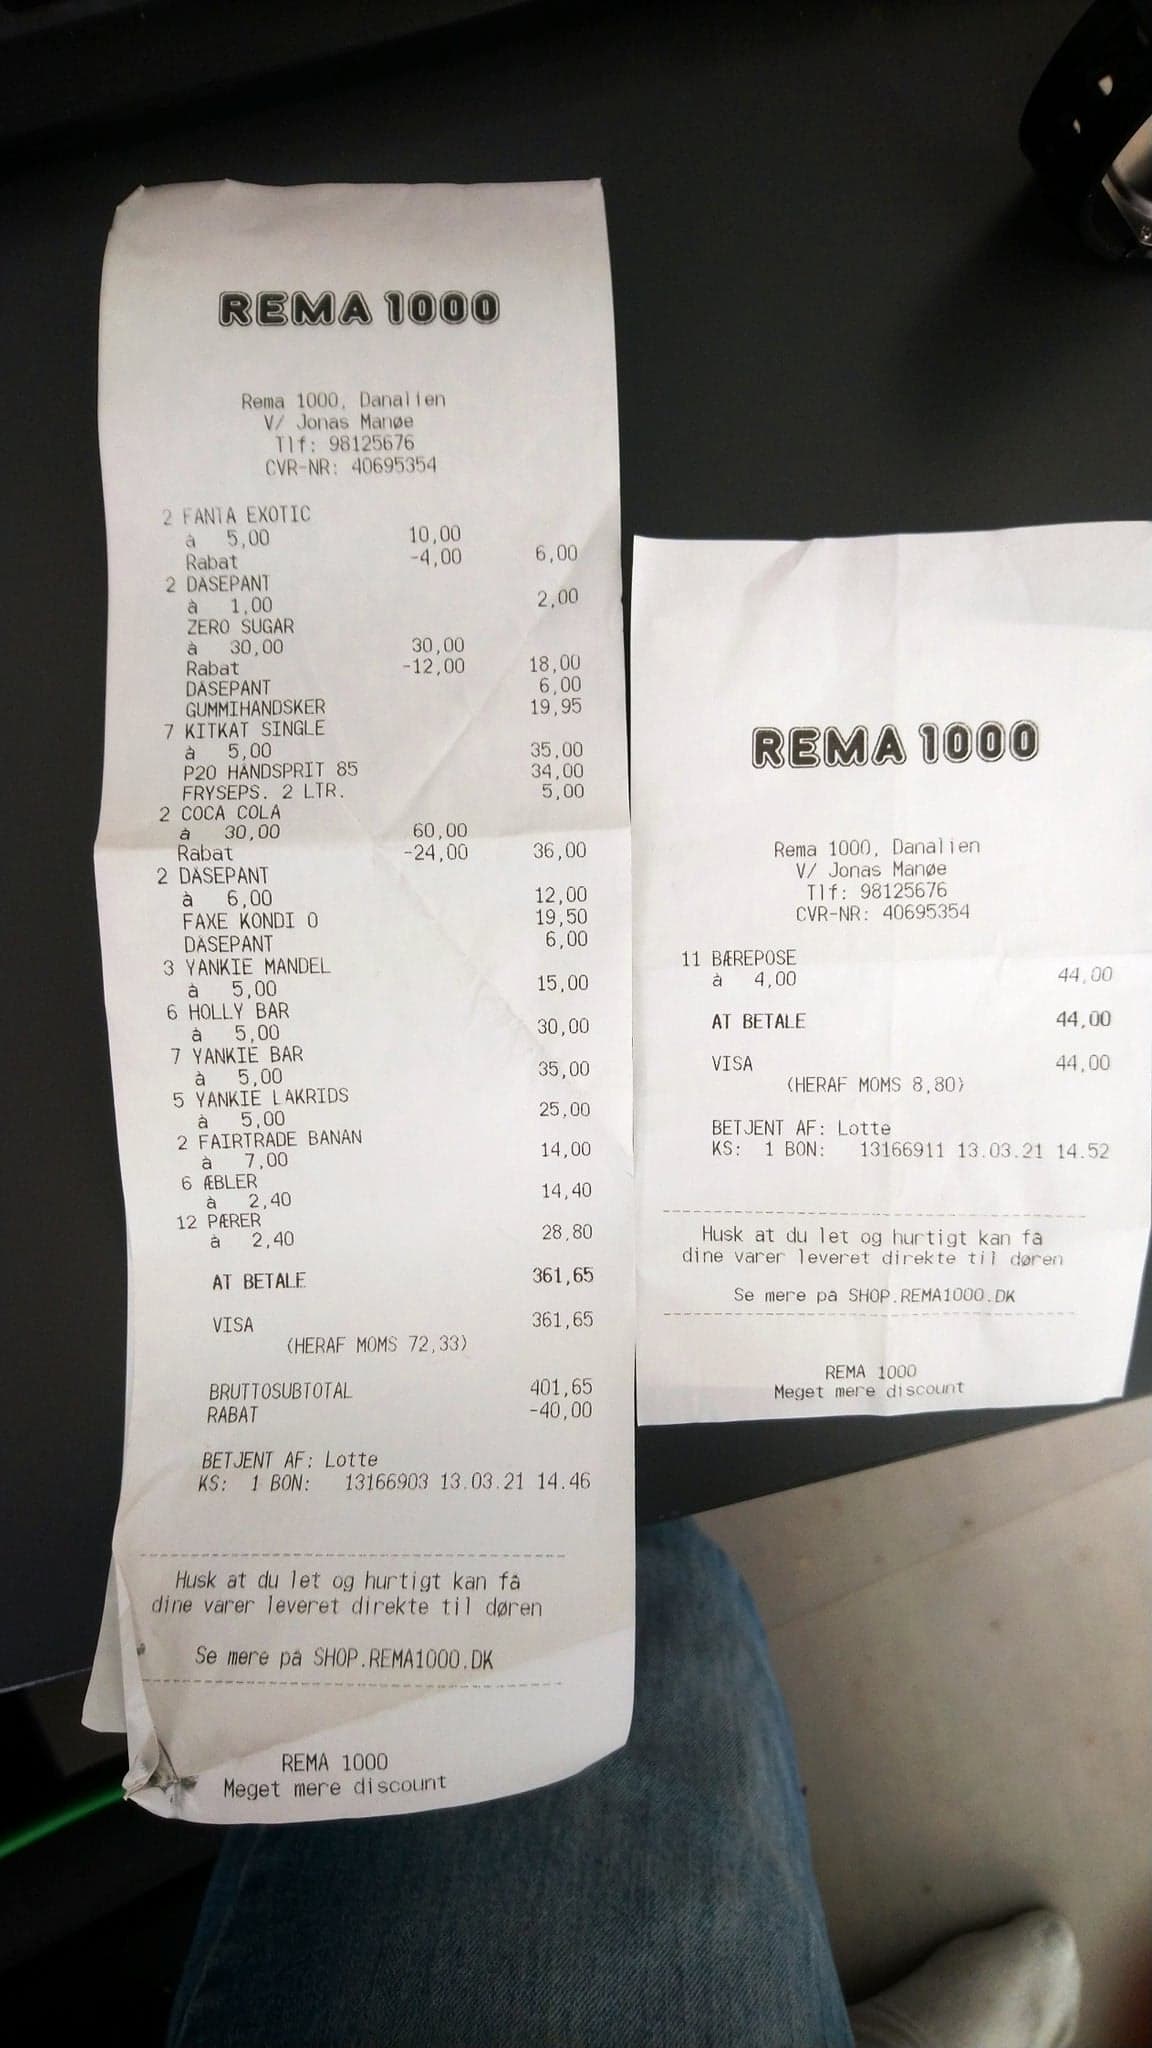 REMA 1000
Rema 1000, Danalien
V/ Jonas Manøe
Tlf: 98125676
CVR-NR: 40695354
2 FANTA EXOTIC
à 5,00 10,00
Rabat -4,00 6,00
2 DÅSEPANT
à 1,00 2,00
ZERO SUGAR
à 30,00 30,00
Rabat -12,00 18,00
DÅSEPANT 6,00
GUMMIHANDSKER 19,95
7 KITKAT SINGLE
à 5,00 35,00
P20 HÅNDSPRIT 85 34,00
FRYSEPS. 2 LTR. 5,00
2 COCA COLA
à 30,00 60,00
Rabat -24,00 36,00
2 DÅSEPANT
à 6,00 12,00
FAXE KONDI 0 19,50
DÅSEPANT 6,00
3 YANKIE MANDEL
à 5,00 15,00
6 HOLLY BAR
à 5,00 30,00
7 YANKIE BAR
à 5,00 35,00
5 YANKIE LAKRIDS
à 5,00 25,00
2 FAIRTRADE BANAN
à 7,00 14,00
6 ÆBLER
à 2,40 14,40
12 PÆRER
à 2,40 28,80
AT BETALE 361,65
VISA 361,65
(HERAF MOMS 72,33)
BRUTTOSUBTOTAL 401,65
RABAT -40,00
BETJENT AF: Lotte
KS: 1 BON: 13166903 13.03.21 14.46
Husk at du let og hurtigt kan få
dine varer leveret direkte til døren
Se mere på SHOP.REMA1000.DK
REMA 1000
Meget mere discount
REMA 1000
Rema 1000, Danalien
V/ Jonas Manøe
Tlf: 98125676
CVR-NR: 40695354
11 BÆREPOSE
à 4,00 44,00
AT BETALE 44,00
VISA 44,00
(HERAF MOMS 8,80)
BETJENT AF: Lotte
KS: 1 BON: 13166911 13.03.21 14.52
Husk at du let og hurtigt kan få
dine varer leveret direkte til døren
Se mere på SHOP.REMA1000.DK
REMA 1000
Meget mere discount